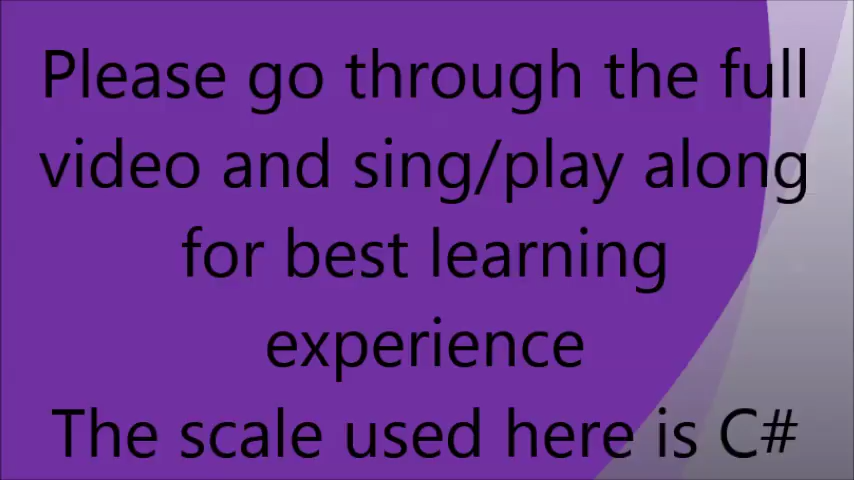 Please go through the full
video and sing/play along
for best learning
experience
The scale used here is C#